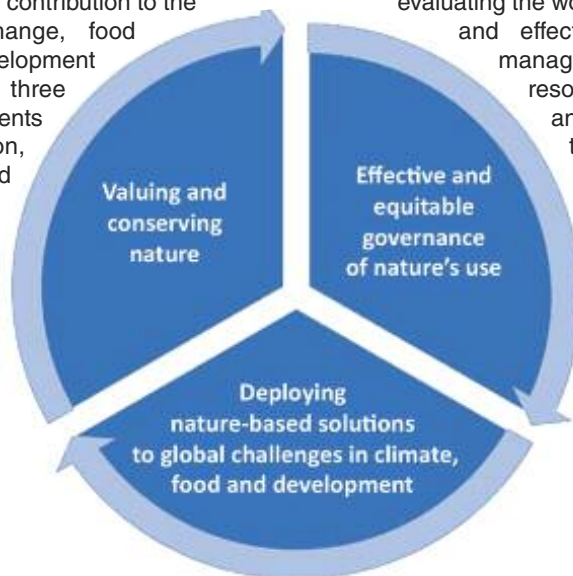 contribution to the
hange, food
elopment
three
ents
on,
d
evaluating the wo
and effec
manag
reso
an
t
Valuing and
conserving
nature
Effective and
equitable
governance
of nature's use
Deploying
nature-based solutions
to global challenges in climate,
food and development